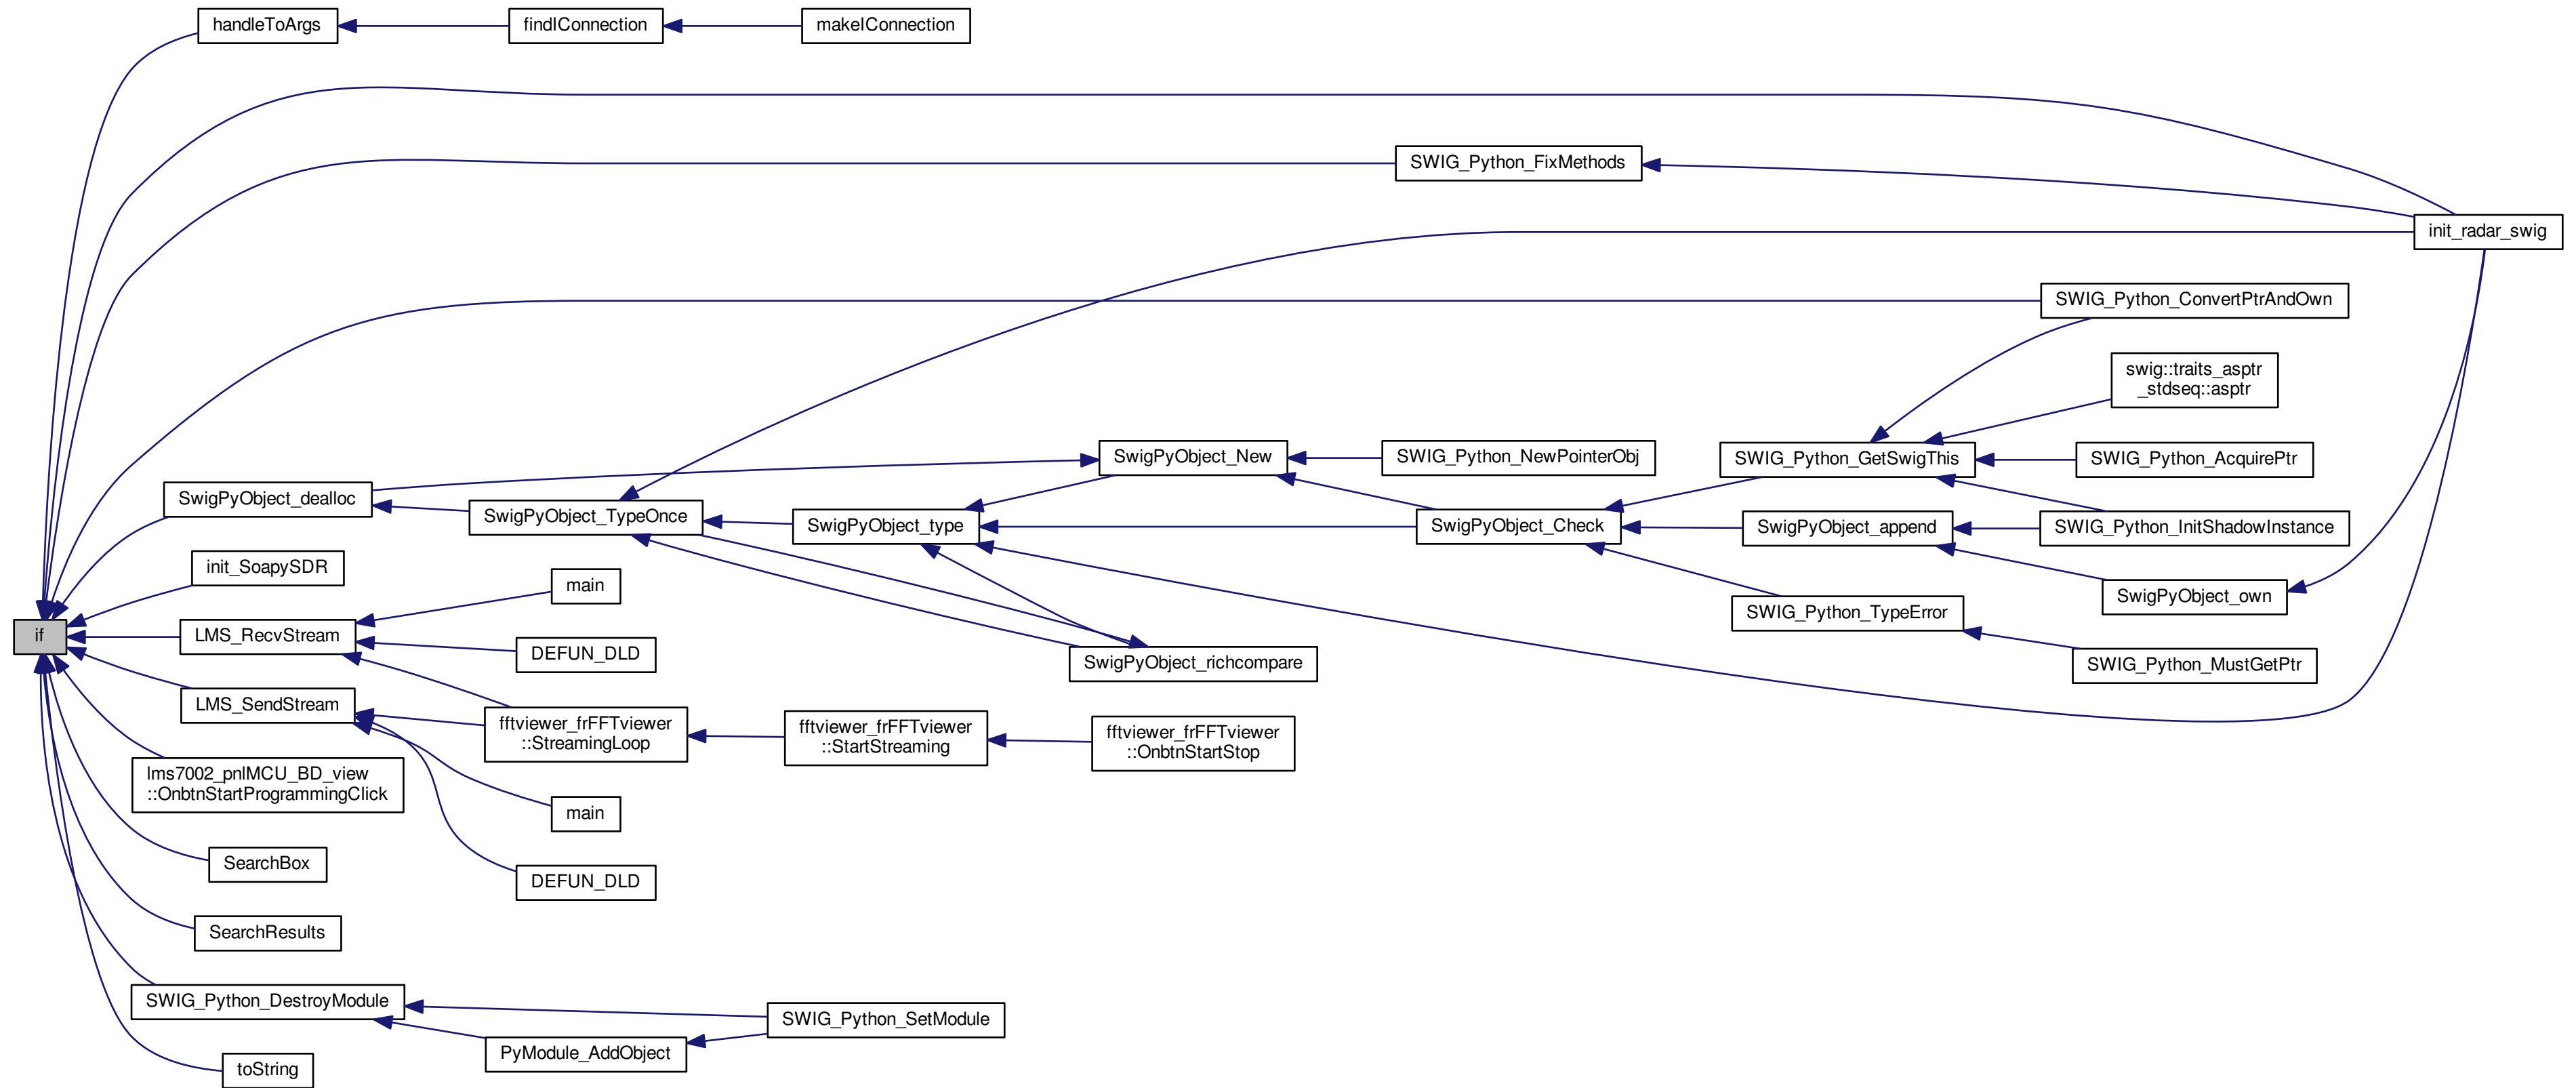 handleToArgs
findIConnection
makeIConnection
SWIG_Python_FixMethods
init_radar_swig
SWIG_Python_ConvertPtrAndOwn
swig::traits_asptr
_stdseq::asptr
SwigPyObject_New
SWIG_Python_NewPointerObj
SWIG_Python_GetSwigThis
SWIG_Python_AcquirePtr
SwigPyObject_dealloc
SwigPyObject_TypeOnce
SwigPyObject_type
SwigPyObject_Check
SwigPyObject_append
SWIG_Python_InitShadowInstance
init_SoapySDR
main
SwigPyObject_own
SWIG_Python_TypeError
if
LMS_RecvStream
DEFUN_DLD
SwigPyObject_richcompare
SWIG_Python_MustGetPtr
LMS_SendStream
fftviewer_frFFTviewer
::StreamingLoop
fftviewer_frFFTviewer
::StartStreaming
fftviewer_frFFTviewer
::OnbtnStartStop
lms7002_pnlMCU_BD_view
::OnbtnStartProgrammingClick
main
SearchBox
DEFUN_DLD
SearchResults
SWIG_Python_DestroyModule
SWIG_Python_SetModule
PyModule_AddObject
toString